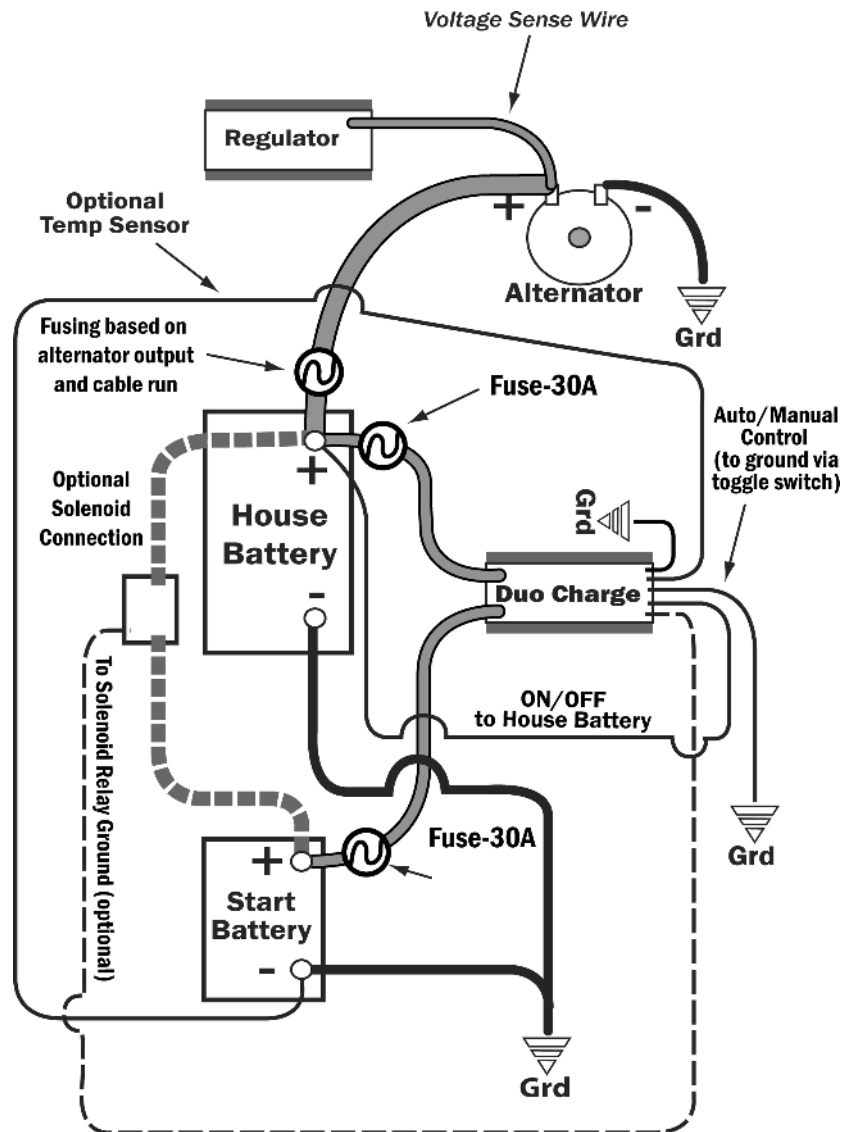 Voltage Sense Wire
Regulator
Optional
Temp Sensor
+
-
Alternator
Grd
Fusing based on
alternator output
and cable run
Fuse-30A
Auto/Manual
Control
(to ground via
toggle switch)
Optional
Solenoid
Connection
+
House
Battery
-
Grd
Duo Charge
ON/OFF
to House Battery
To Solenoid Relay Ground (optional)
Fuse-30A
Grd
+
Start
Battery
-
Grd